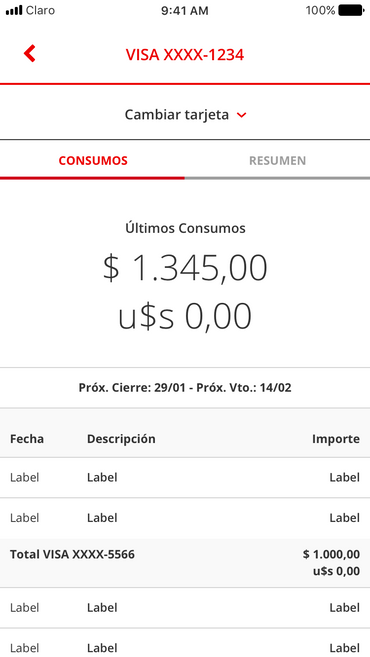 Claro 9:41 AM 100%
VISA XXXX-1234
Cambiar tarjeta
CONSUMOS RESUMEN
Últimos Consumos
$ 1.345,00
u$s 0,00
Próx. Cierre: 29/01 - Próx. Vto.: 14/02
Fecha Descripción Importe
Label Label Label
Label Label Label
Total VISA XXXX-5566 $ 1.000,00
u$s 0,00
Label Label Label
Label Label Label